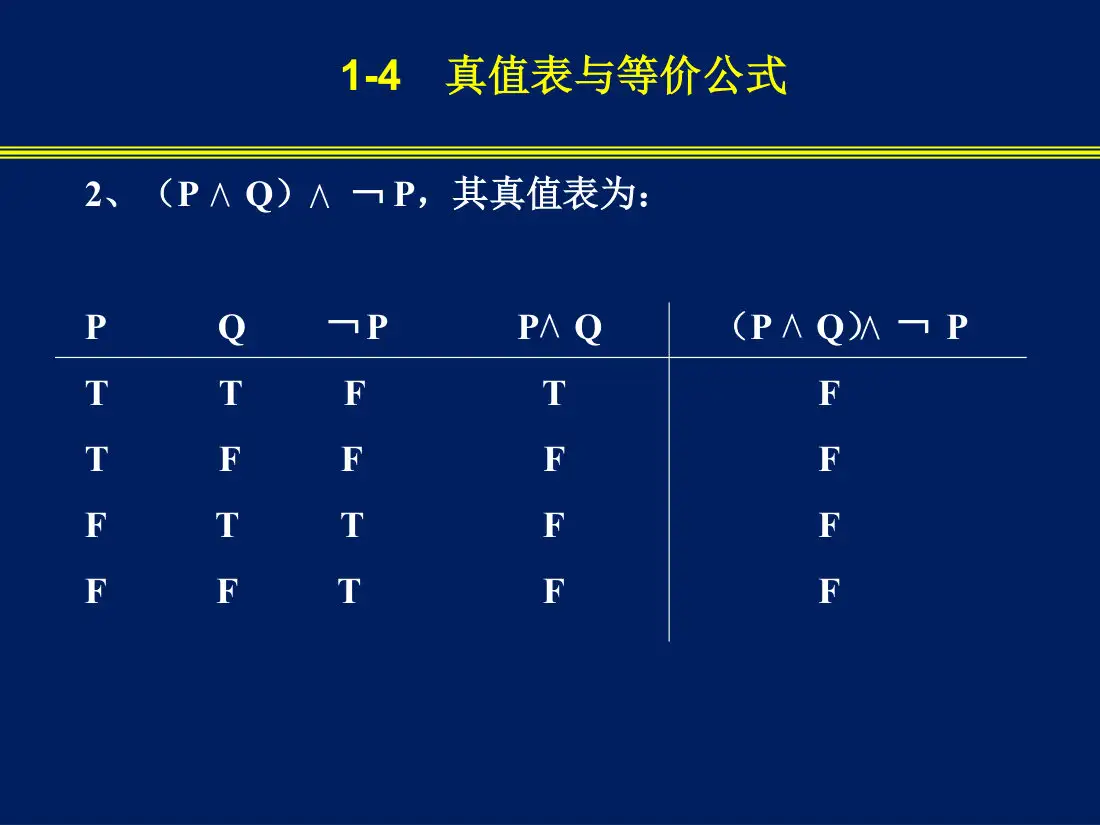 1-4 真值表与等价公式
2、（P ∧ Q）∧ ￢ P，其真值表为：
P Q ￢ P P ∧ Q （P ∧ Q）∧ ￢ P
T T F T F
T F F F F
F T T F F
F F T F F